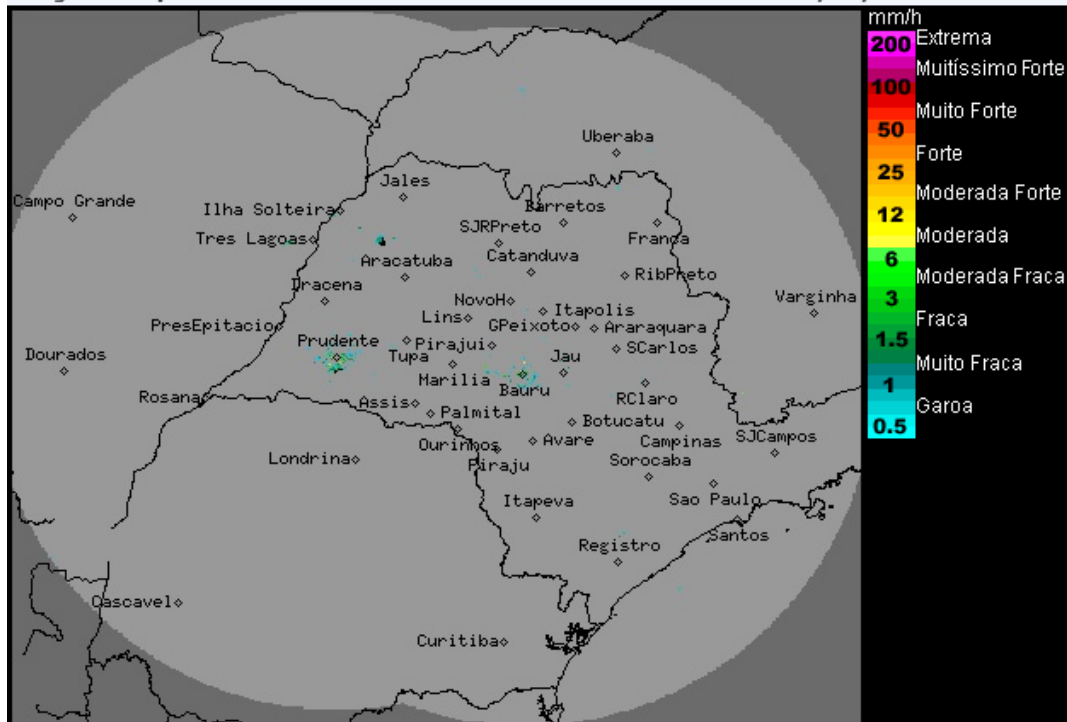 mm/h
200 Extrema
Muitíssimo Forte
100
Muito Forte
50
Forte
25
Moderada Forte
12
Moderada
6
Moderada Fraca
3
Fraca
1.5
Muito Fraca
1
Garoa
0.5
Uberaba
Jales
Campo Grande
Ilha Solteira
Barretos
Tres Lagoas
SJRPreto
Franca
Aracatuba
Catanduva
RibPreto
Dracena
NovoH
Itapolis
Varginha
PresEpitacio
Lins
GPeixoto
Araraquara
Prudente
Pirajui
SCarlos
Dourados
Tupa
Jau
Marilia
Bauru
Rosana
Assis
RClaro
Palmital
Botucatu
Ourinhos
Avare
Campinas
SJCampos
Londrina
Piraju
Sorocaba
Itapeva
Sao Paulo
Santos
Registro
Cascavel
Curitiba